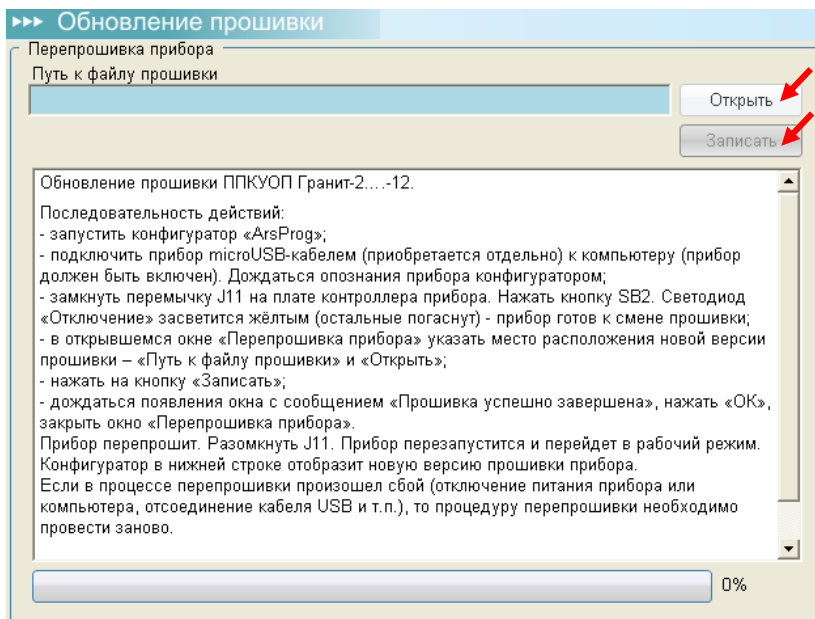 ▸▸▸ Обновление прошивки
Перепрошивка прибора
Путь к файлу прошивки
Открыть
Записать
Обновление прошивки ППКУОП Гранит-2....-12.
Последовательность действий:
- запустить конфигуратор «ArsProg»;
- подключить прибор microUSB-кабелем (приобретается отдельно) к компьютеру (прибор
должен быть включен). Дождаться опознания прибора конфигуратором;
- замкнуть перемычку J11 на плате контроллера прибора. Нажать кнопку SB2. Светодиод
«Отключение» засветится жёлтым (остальные погаснут) - прибор готов к смене прошивки;
- в открывшемся окне «Перепрошивка прибора» указать место расположения новой версии
прошивки – «Путь к файлу прошивки» и «Открыть»;
- нажать на кнопку «Записать»;
- дождаться появления окна с сообщением «Прошивка успешно завершена», нажать «ОК»,
закрыть окно «Перепрошивка прибора».
Прибор перепрошит. Разомкнуть J11. Прибор перезапустится и перейдет в рабочий режим.
Конфигуратор в нижней строке отобразит новую версию прошивки прибора.
Если в процессе перепрошивки произошел сбой (отключение питания прибора или
компьютера, отсоединение кабеля USB и т.п.), то процедуру перепрошивки необходимо
провести заново.
0%